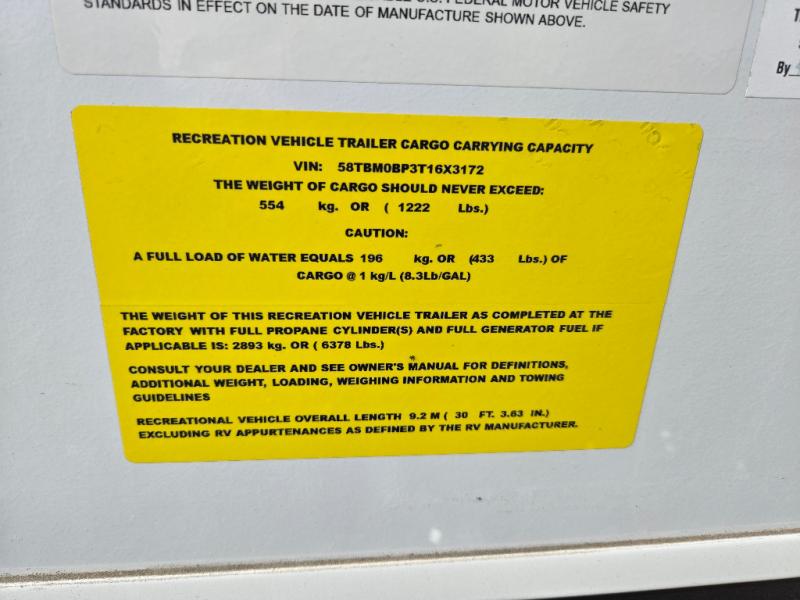 STANDARDS IN EFFECT ON THE DATE OF MANUFACTURE SHOWN ABOVE.
U.S. FEDERAL MOTOR VEHICLE SAFETY
By
RECREATION VEHICLE TRAILER CARGO CARRYING CAPACITY
VIN: 58TBM0BP3T16X3172
THE WEIGHT OF CARGO SHOULD NEVER EXCEED:
554 kg. OR ( 1222 Lbs.)
CAUTION:
A FULL LOAD OF WATER EQUALS 196 kg. OR (433 Lbs.) OF
CARGO @ 1 kg/L (8.3Lb/GAL)
THE WEIGHT OF THIS RECREATION VEHICLE TRAILER AS COMPLETED AT THE
FACTORY WITH FULL PROPANE CYLINDER(S) AND FULL GENERATOR FUEL IF
APPLICABLE IS: 2893 kg. OR ( 6378 Lbs.)
CONSULT YOUR DEALER AND SEE OWNER'S MANUAL FOR DEFINITIONS,
ADDITIONAL WEIGHT, LOADING, WEIGHING INFORMATION AND TOWING
GUIDELINES
RECREATIONAL VEHICLE OVERALL LENGTH 9.2 M ( 30 FT. 3.63 IN.)
EXCLUDING RV APPURTENANCES AS DEFINED BY THE RV MANUFACTURER.